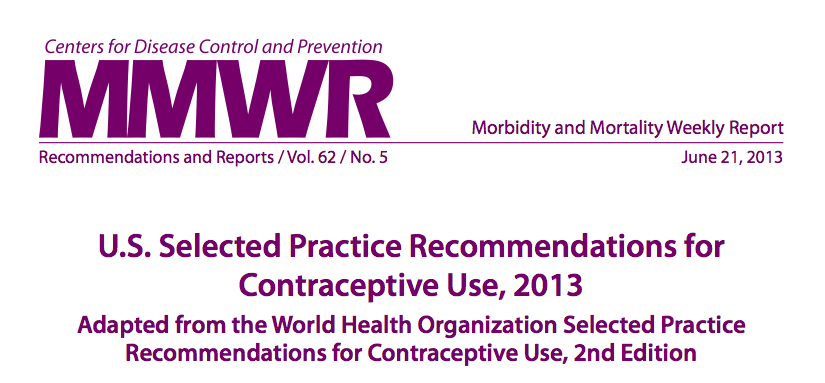 Centers for Disease Control and Prevention
MMWR
Morbidity and Mortality Weekly Report
Recommendations and Reports / Vol. 62 / No. 5
June 21, 2013
U.S. Selected Practice Recommendations for
Contraceptive Use, 2013
Adapted from the World Health Organization Selected Practice
Recommendations for Contraceptive Use, 2nd Edition